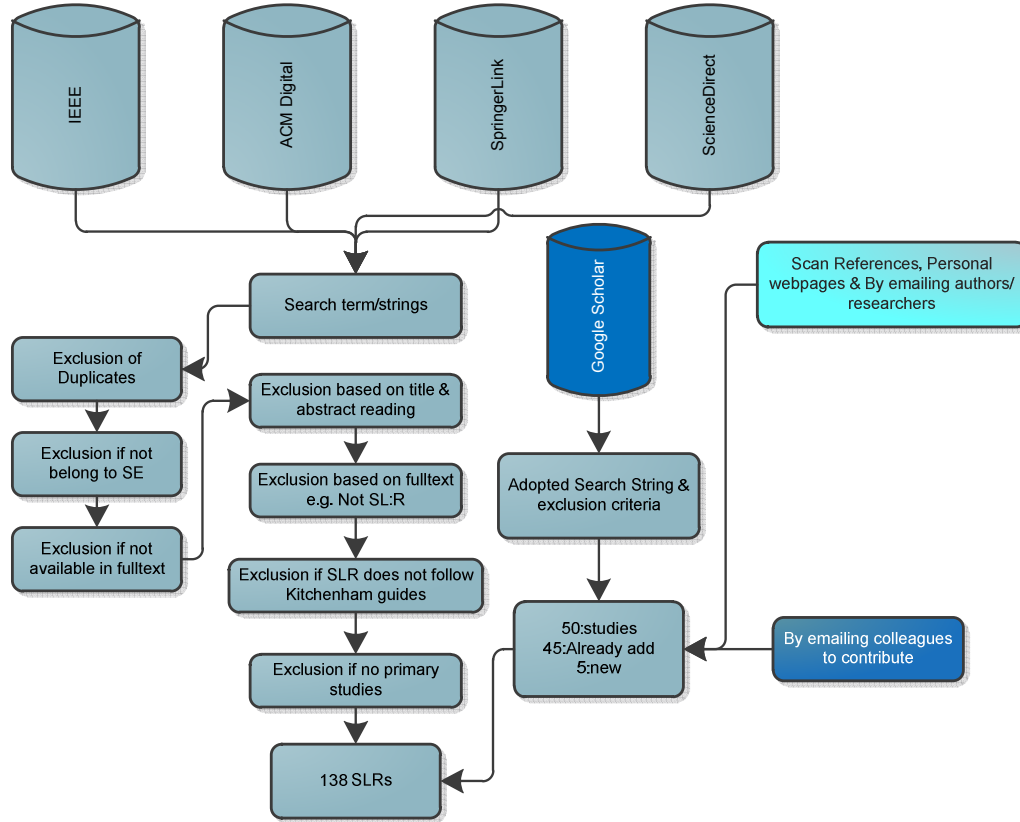 IEEE
ACM Digital
SpringerLink
ScienceDirect
Google Scholar
Scan References, Personal
webpages & By emailing authors/
researchers
Search term/strings
Exclusion of
Duplicates
Exclusion based on title &
abstract reading
Exclusion if not
belong to SE
Exclusion based on fulltext
e.g. Not SL:R
Adopted Search String &
exclusion criteria
Exclusion if not
available in fulltext
Exclusion if SLR does not follow
Kitchenham guides
50:studies
45:Already add
5:new
By emailing colleagues
to contribute
Exclusion if no primary
studies
138 SLRs